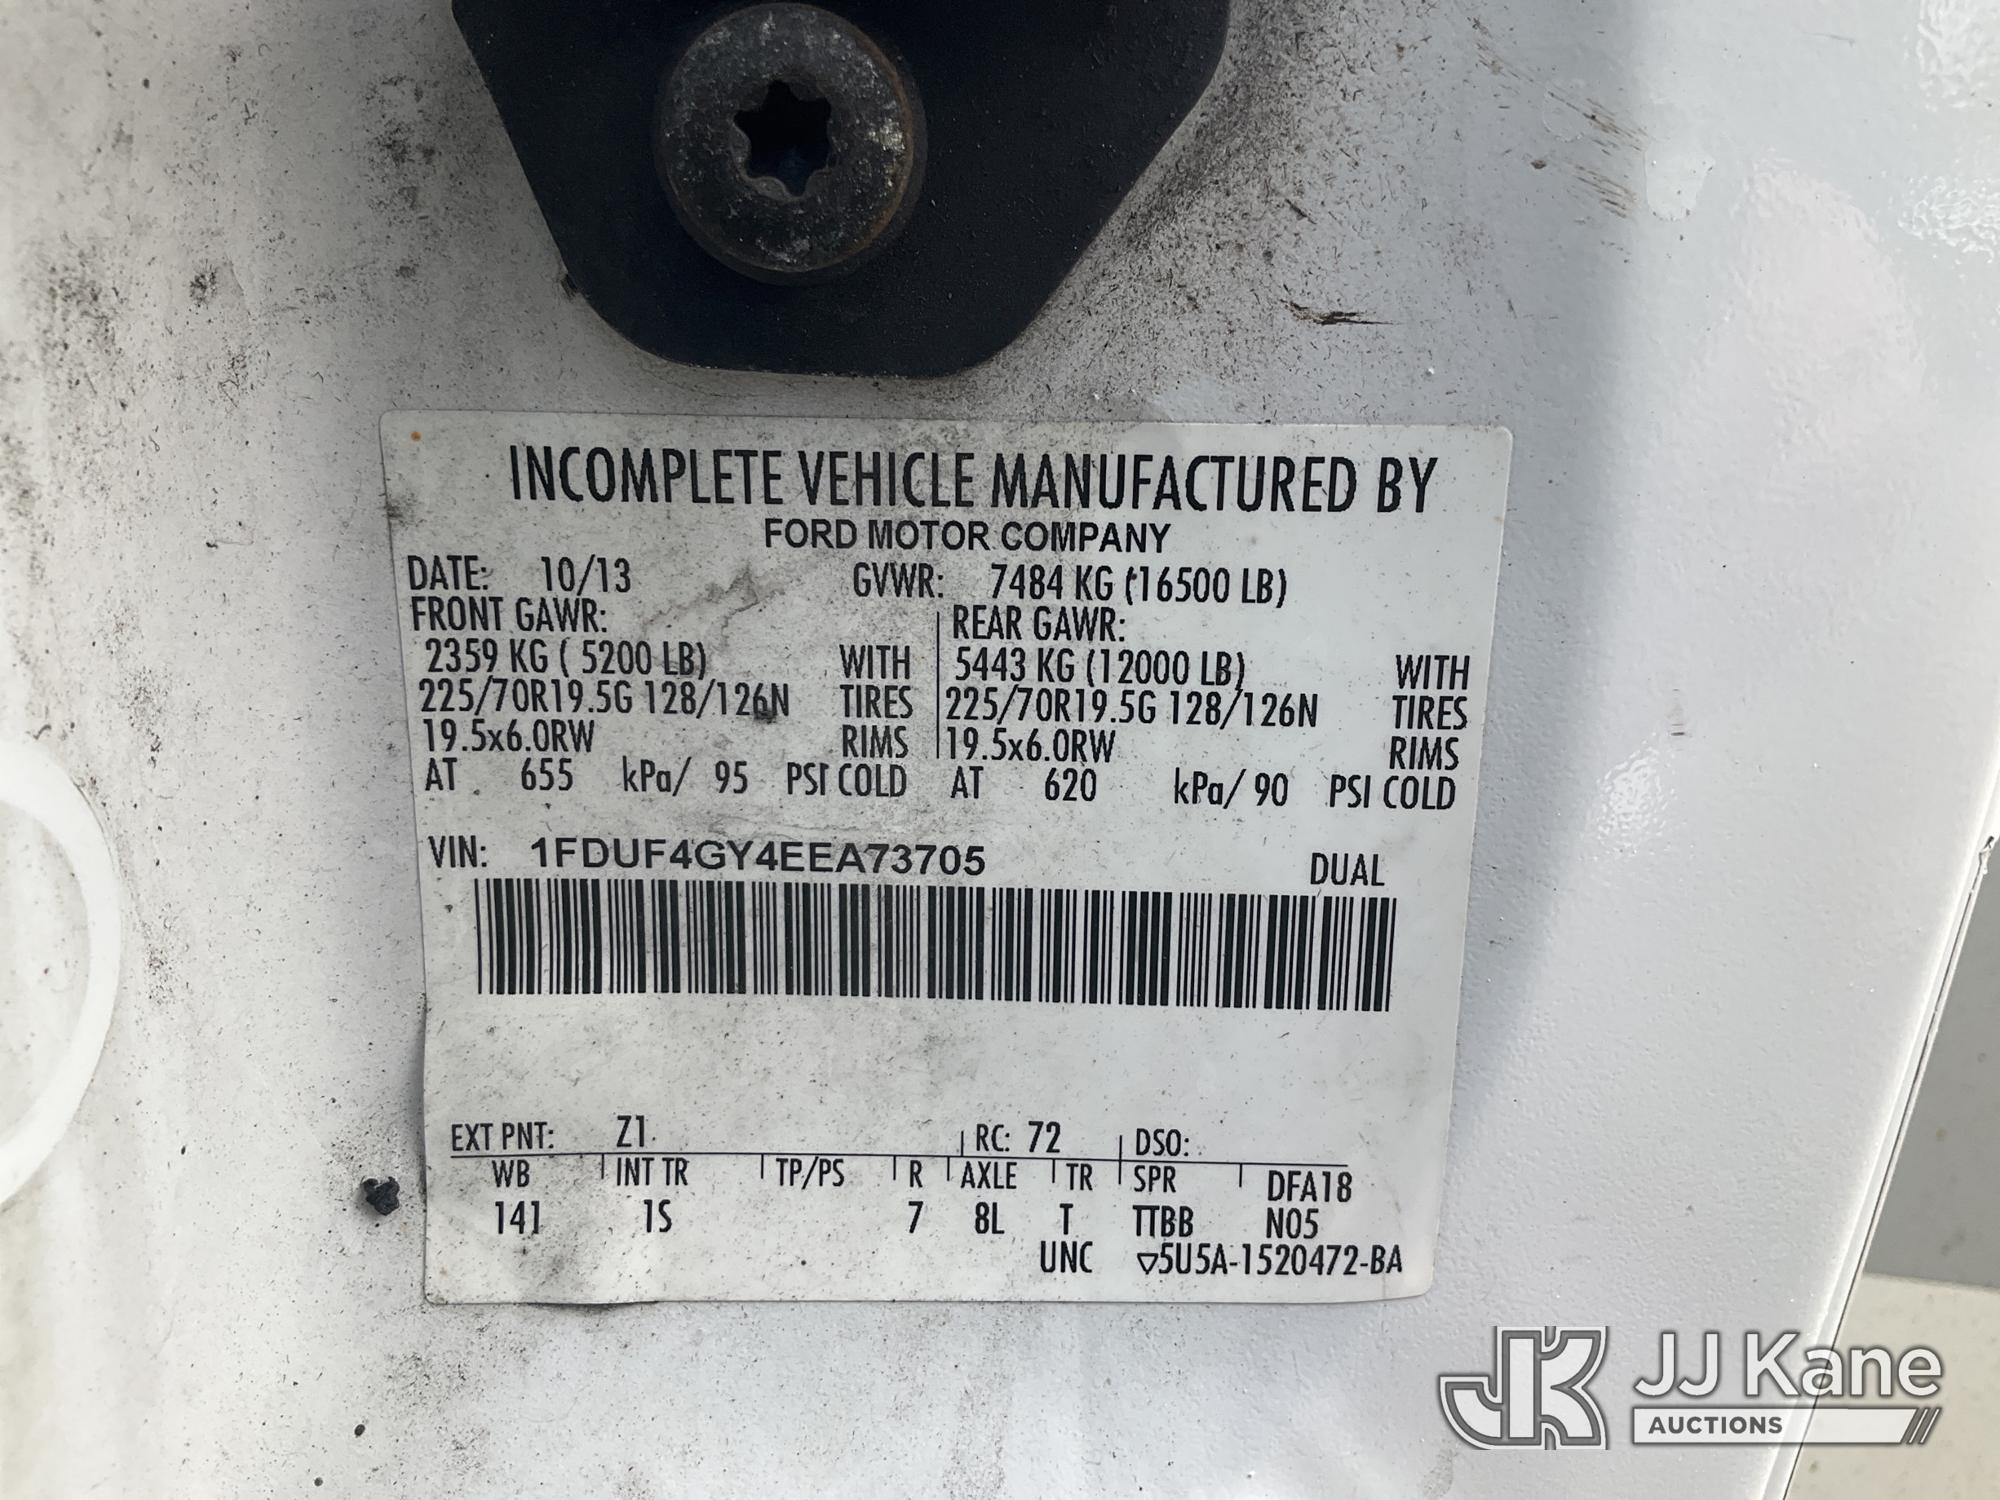 INCOMPLETE VEHICLE MANUFACTURED BY
FORD MOTOR COMPANY
DATE: 10/13 GVWR: 7484 KG (16500 LB)
FRONT GAWR: REAR GAWR:
2359 KG ( 5200 LB) WITH 5443 KG (12000 LB) WITH
225/70R19.5G 128/126N TIRES 225/70R19.5G 128/126N TIRES
19.5x6.0RW RIMS 19.5x6.0RW RIMS
AT 655 kPa/ 95 PSI COLD AT 620 kPa/ 90 PSI COLD
VIN: 1FDUF4GY4EEA73705 DUAL
EXT PNT: Z1 RC: 72 DSO:
WB INT TR TP/PS R AXLE TR SPR DFA18
141 1S 7 8L T TTBB N05
UNC ▽5U5A-1520472-BA
JK JJ Kane
AUCTIONS